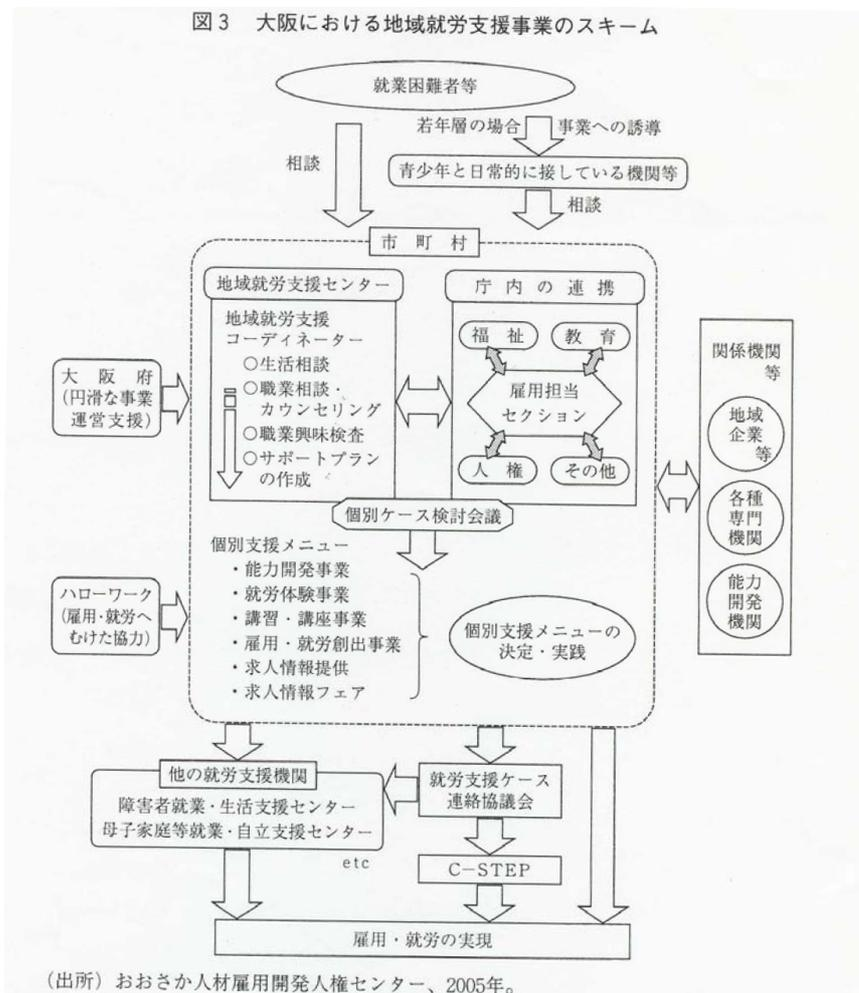 図3　大阪における地域就労支援事業のスキーム
就業困難者等
若年層の場合
事業への誘導
相談
青少年と日常的に接している機関等
相談
市町村
地域就労支援センター
庁内の連携
地域就労支援
コーディネーター
○生活相談
○職業相談・
カウンセリング
○職業興味検査
○サポートプラン
の作成
福祉
教育
雇用担当
セクション
人権
その他
大阪府
(円滑な事業
運営支援)
関係機関
等
地域
企業
等
各種
専門
機関
能力
開発
機関
個別ケース検討会議
個別支援メニュー
・能力開発事業
・就労体験事業
・講習・講座事業
・雇用・就労創出事業
・求人情報提供
・求人情報フェア
個別支援メニューの
決定・実践
ハローワーク
(雇用・就労へ
むけた協力)
他の就労支援機関
障害者就業・生活支援センター
母子家庭等就業・自立支援センター
etc
就労支援ケース
連絡協議会
C-STEP
雇用・就労の実現
(出所) おおさか人材雇用開発人権センター、2005年。